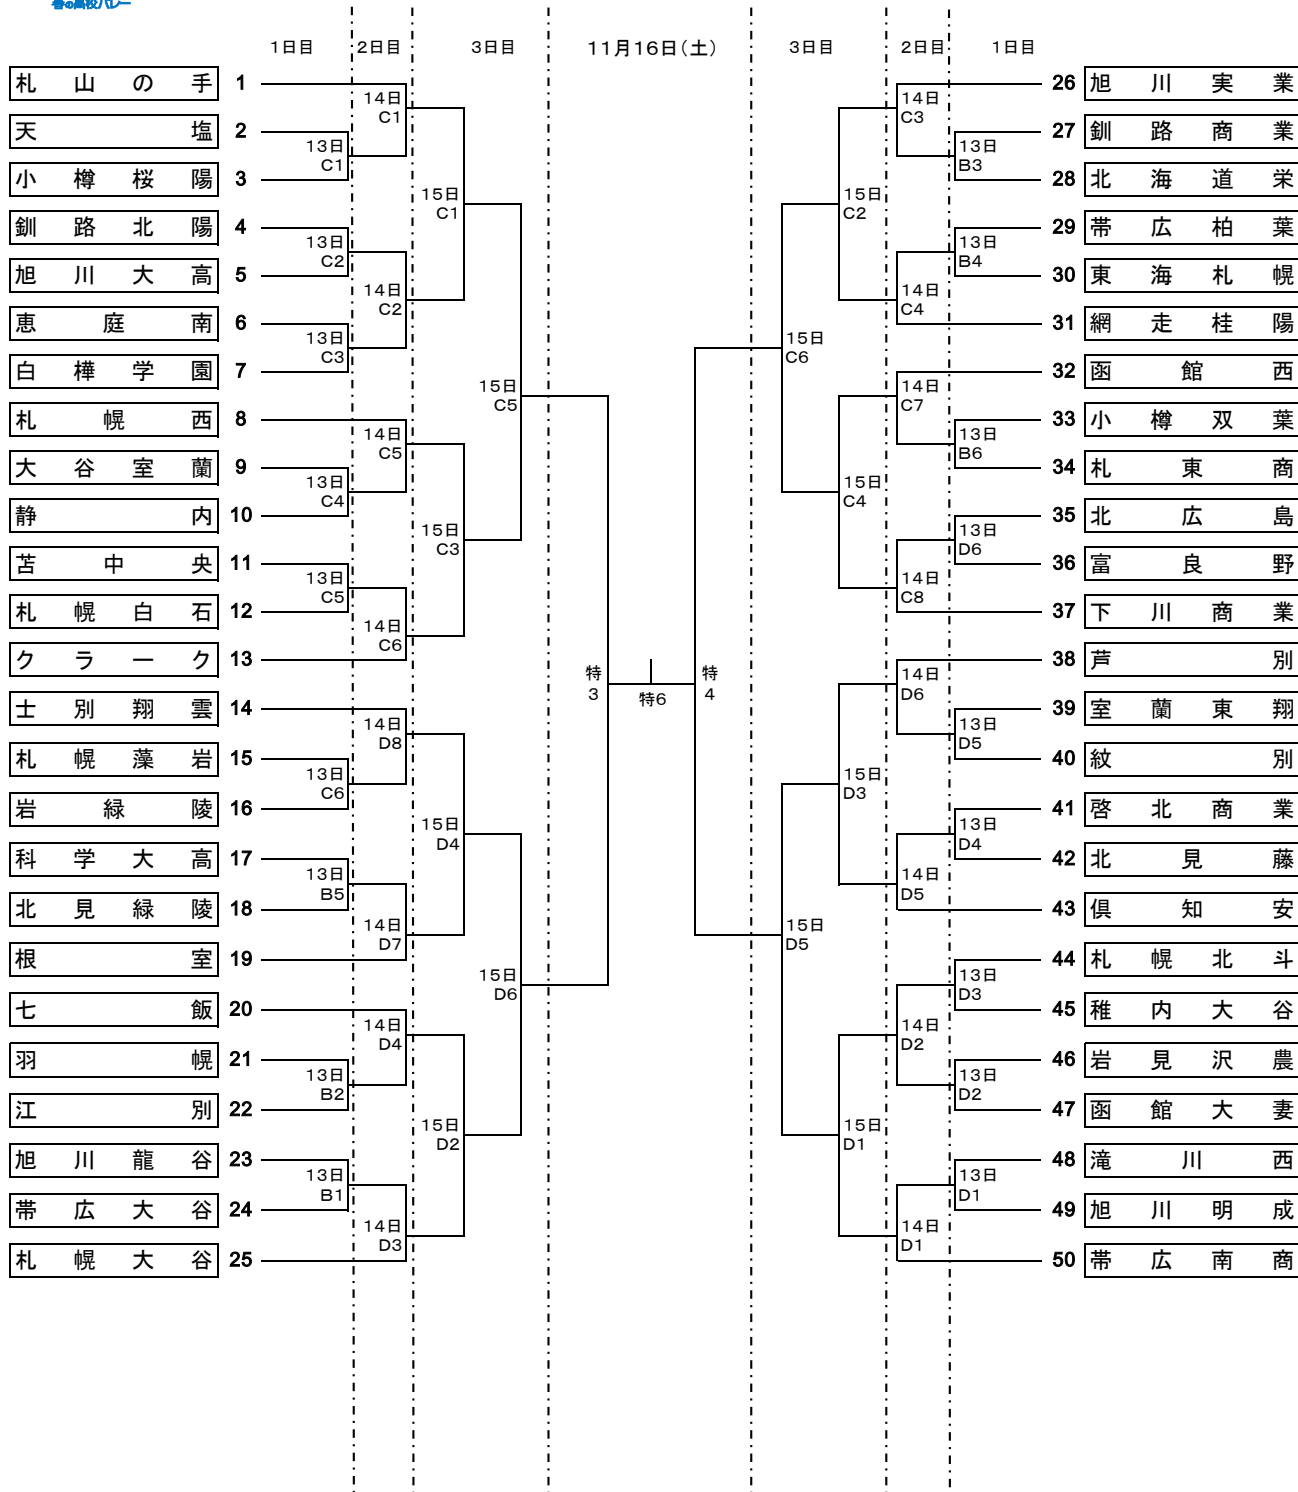 春の高校バレー
1日目 2日目 3日目 11月16日(土) 3日目 2日目 1日目
札山の手 1
天塩 2
小樽桜陽 3
釧路北陽 4
旭川大高 5
恵庭南 6
白樺学園 7
札幌西 8
大谷室蘭 9
静内 10
苫中央 11
札幌白石 12
クラーク 13
士別翔雲 14
札幌藻岩 15
岩緑陵 16
科学大高 17
北見緑陵 18
根室 19
七飯 20
羽幌 21
江別 22
旭川龍谷 23
帯広大谷 24
札幌大谷 25
13日
C1
13日
C2
13日
C3
13日
C4
13日
C5
13日
C6
13日
B5
13日
B2
13日
B1
14日
C1
14日
C2
14日
C5
14日
C6
14日
D8
14日
D7
14日
D4
14日
D3
15日
C1
15日
C3
15日
D4
15日
D2
15日
C5
15日
D6
特
3
特6
特
4
15日
C6
15日
D5
15日
C2
15日
C4
15日
D3
15日
D1
14日
C3
14日
C4
14日
C7
14日
C8
14日
D6
14日
D5
14日
D2
14日
D1
13日
B3
13日
B4
13日
B6
13日
D6
13日
D5
13日
D4
13日
D3
13日
D2
13日
D1
26 旭川実業
27 釧路商業
28 北海道栄
29 帯広柏葉
30 東海札幌
31 網走桂陽
32 函館西
33 小樽双葉
34 札東商
35 北広島
36 富良野
37 下川商業
38 芦別
39 室蘭東翔
40 紋別
41 啓北商業
42 北見藤
43 倶知安
44 札幌北斗
45 稚内大谷
46 岩見沢農
47 函館大妻
48 滝川西
49 旭川明成
50 帯広南商